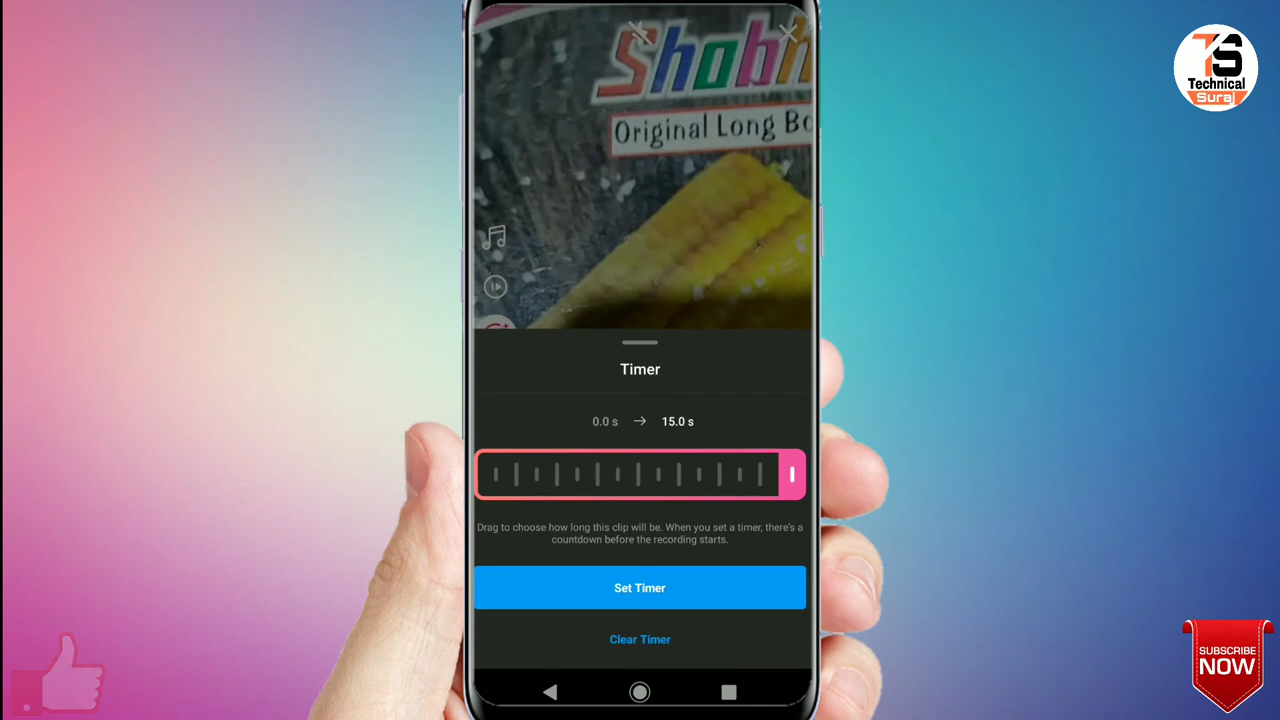 Shobh
Original Long Bo
TS
Technical
Suraj
Timer
0.0 s → 15.0 s
Drag to choose how long this clip will be. When you set a timer, there's a
countdown before the recording starts.
Set Timer
Clear Timer
SUBSCRIBE
NOW